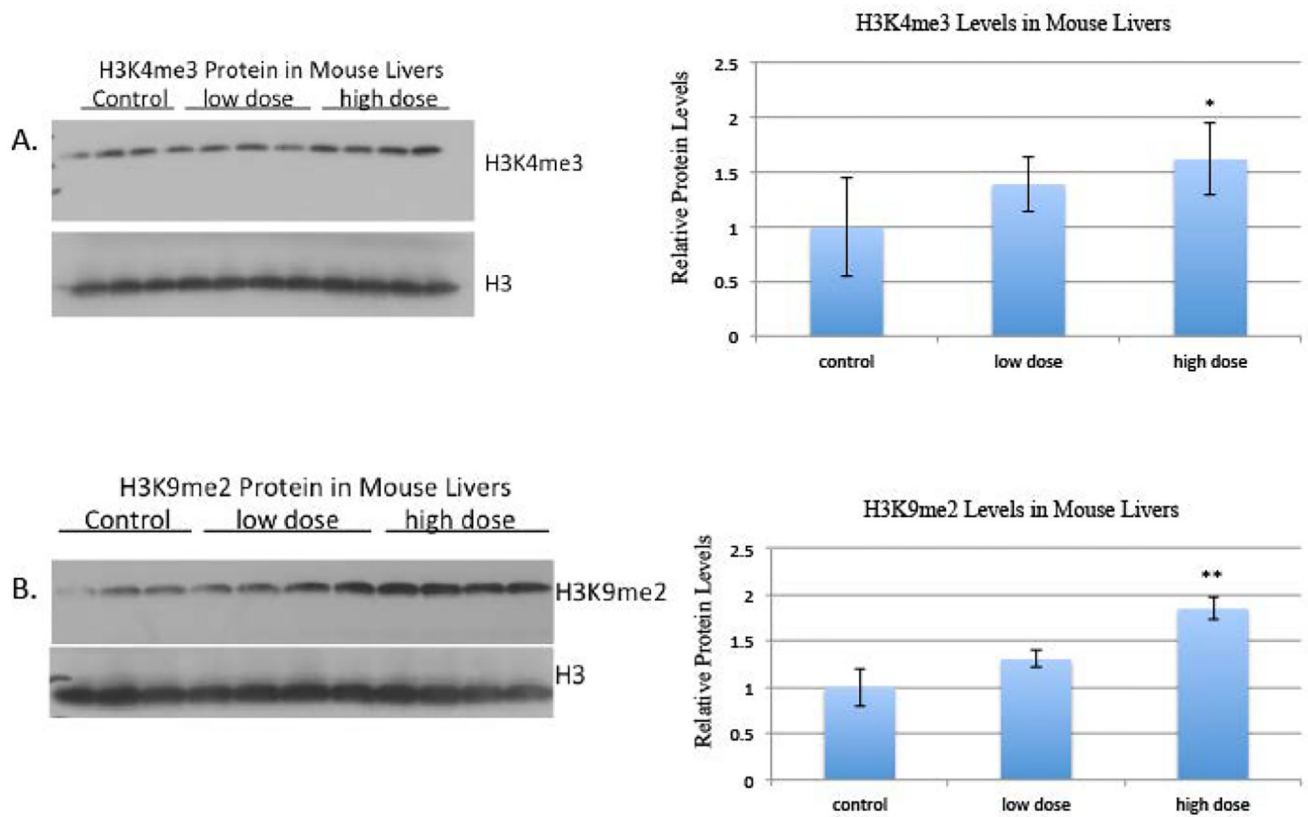 A.
H3K4me3 Protein in Mouse Livers
Control low dose high dose
H3K4me3
H3
H3K4me3 Levels in Mouse Livers
Relative Protein Levels
2.5
2
1.5
1
0.5
0
*
control low dose high dose
B.
H3K9me2 Protein in Mouse Livers
Control low dose high dose
H3K9me2
H3
H3K9me2 Levels in Mouse Livers
Relative Protein Levels
2.5
2
1.5
1
0.5
0
**
control low dose high dose